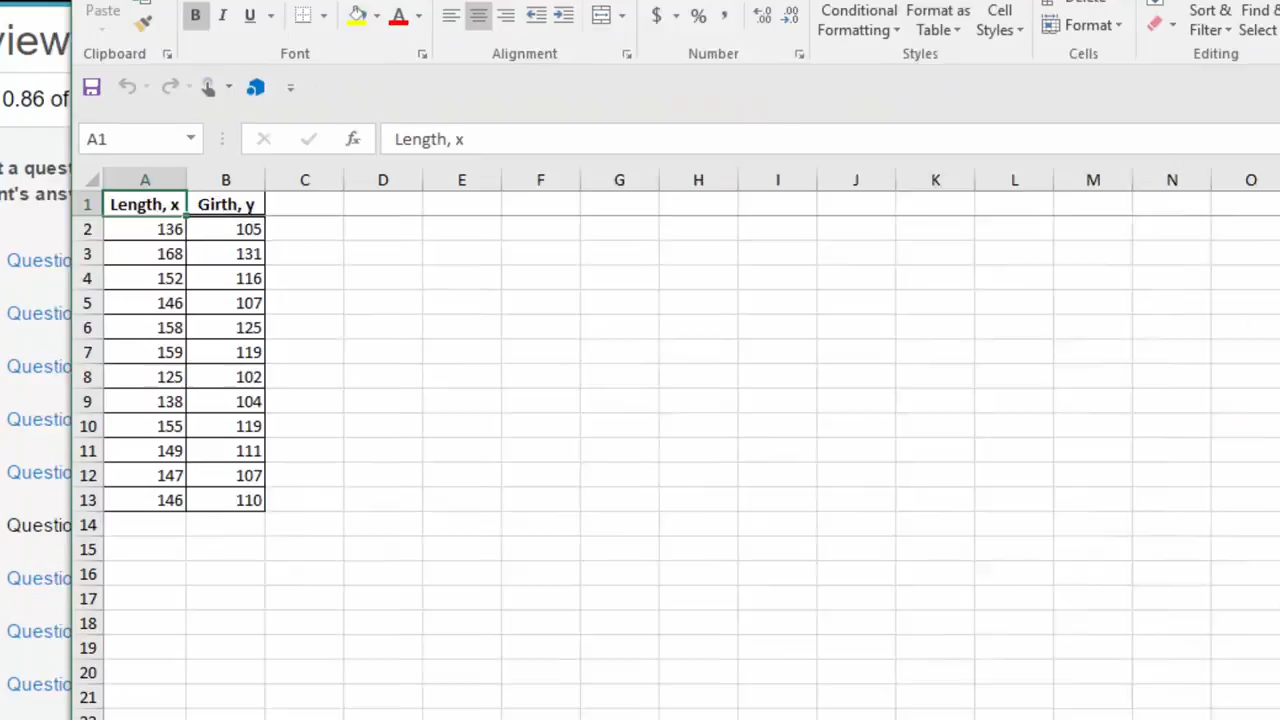 view
0.86 of
t a quest
nt's ans
Questio
Questio
Questio
Questio
Questio
Questio
Questio
Questio
Questio
Paste
B I U A
$ % ,
Conditional Formatting
Format as Table
Cell Styles
Format
Sort & Filter
Find & Select
Clipboard Font Alignment Number Styles Cells Editing
A1 fx Length, x
A B C D E F G H I J K L M N O
1 Length, x Girth, y
2 136 105
3 168 131
4 152 116
5 146 107
6 158 125
7 159 119
8 125 102
9 138 104
10 155 119
11 149 111
12 147 107
13 146 110
14
15
16
17
18
19
20
21